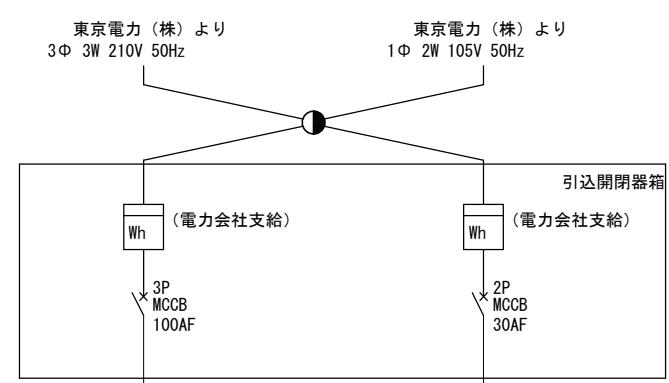 東京電力（株）より
3Φ 3W 210V 50Hz
東京電力（株）より
1Φ 2W 105V 50Hz
引込開閉器箱
Wh
（電力会社支給）
Wh
（電力会社支給）
3P
MCCB
100AF
2P
MCCB
30AF